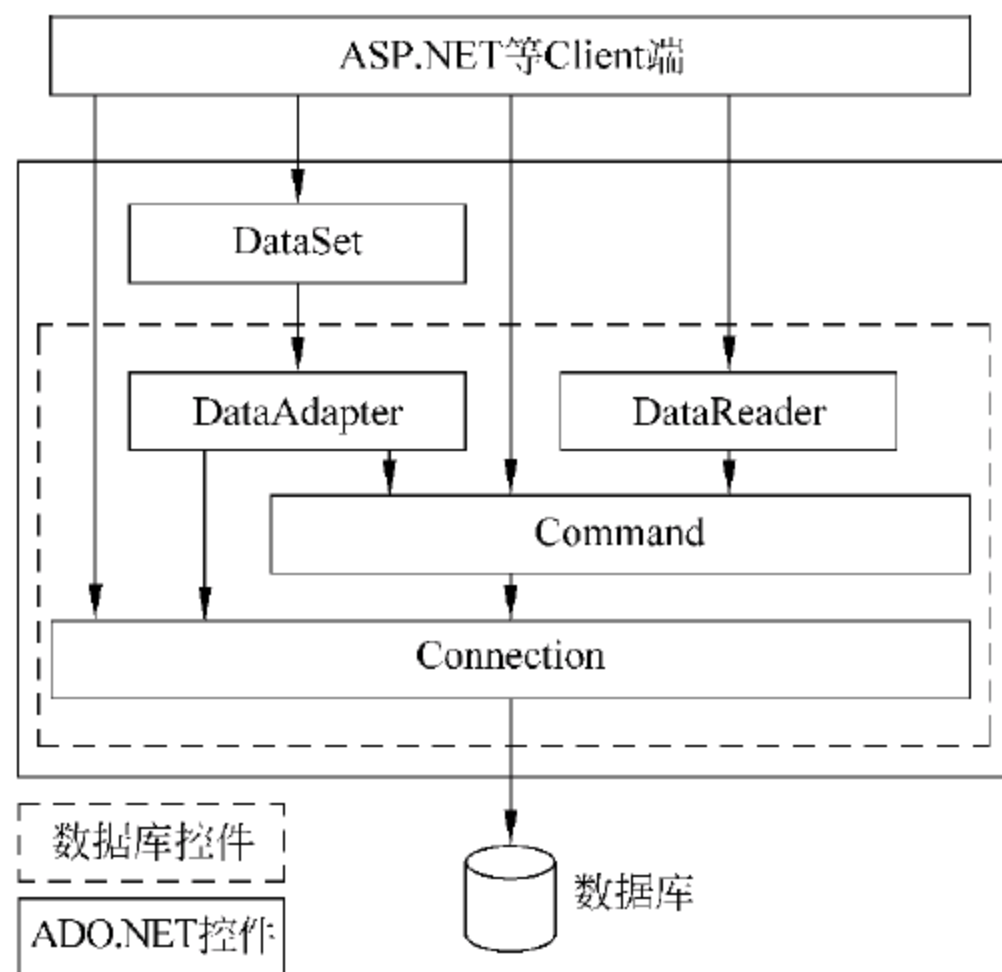 ASP.NET等Client端
DataSet
DataAdapter
DataReader
Command
Connection
数据库控件
数据库
ADO.NET控件